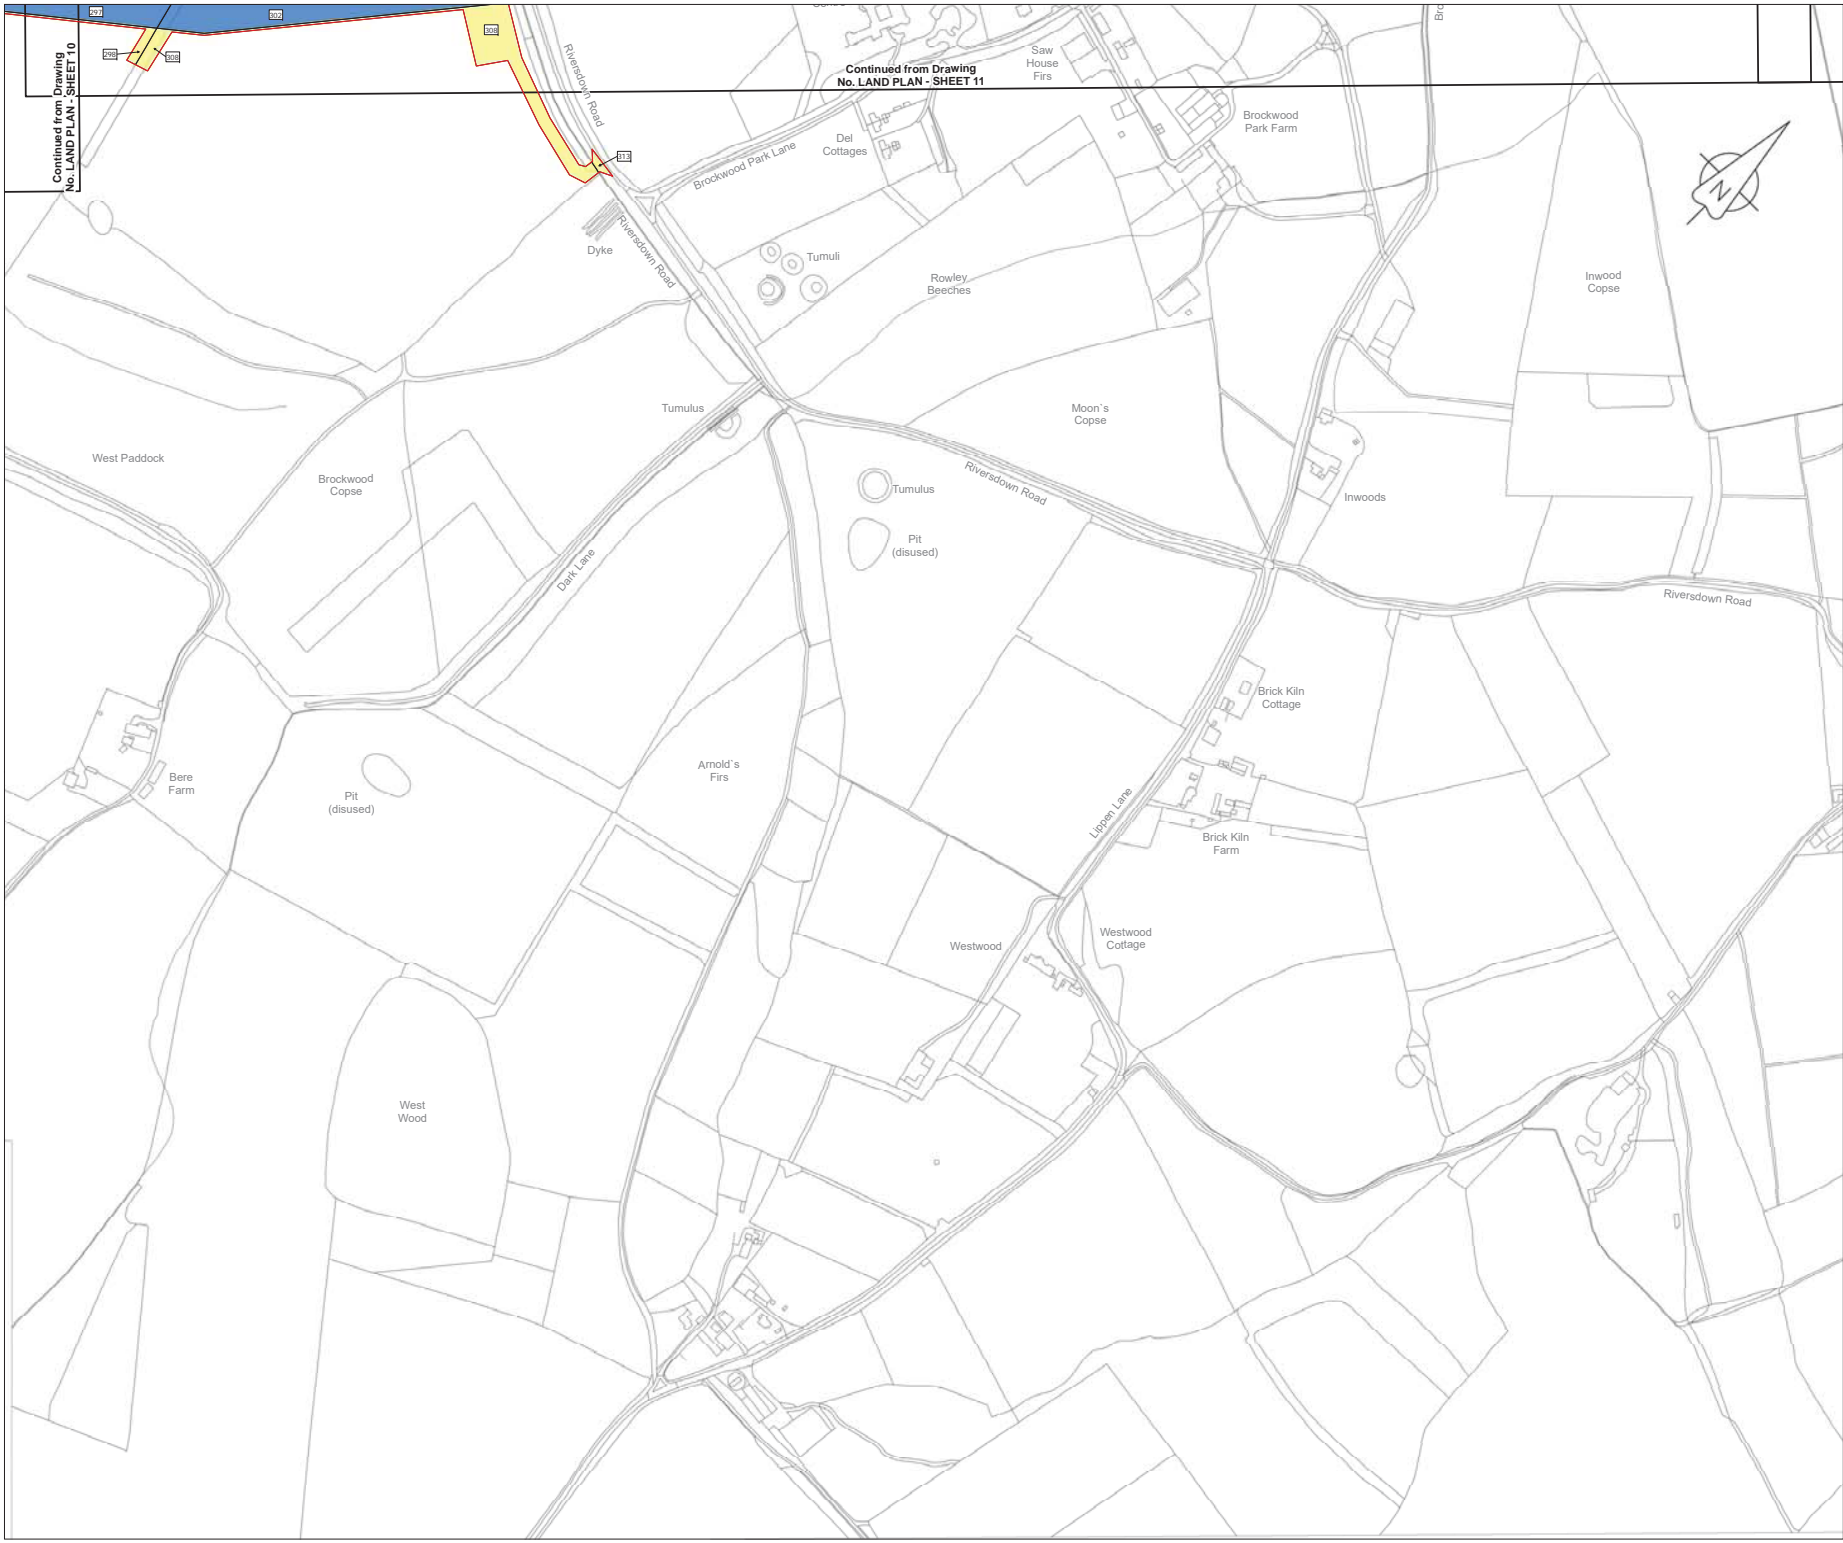 297
302
308
298
308
Continued from Drawing
No. LAND PLAN - SHEET 10
Riversdown Road
Continued from Drawing
No. LAND PLAN - SHEET 11
Saw
House
Firs
Bro
Brockwood
Park Farm
Del
Cottages
313
Brockwood Park Lane
N
Dyke
Riversdown Road
Tumuli
Rowley
Beeches
Inwood
Copse
Tumulus
Moon`s
Copse
West Paddock
Brockwood
Copse
Riversdown Road
Tumulus
Inwoods
Pit
(disused)
Dark Lane
Riversdown Road
Brick Kiln
Cottage
Arnold`s
Firs
Bere
Farm
Pit
(disused)
Lippen Lane
Brick Kiln
Farm
Westwood
Westwood
Cottage
West
Wood